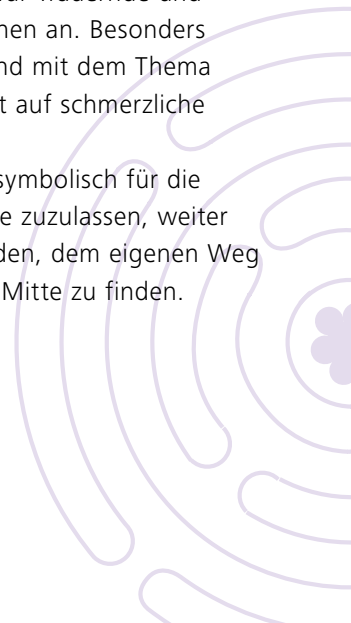 nen an. Besonders
nd mit dem Thema
t auf schmerzliche
symbolisch für die
e zuzulassen, weiter
den, dem eigenen Weg
Mitte zu finden.